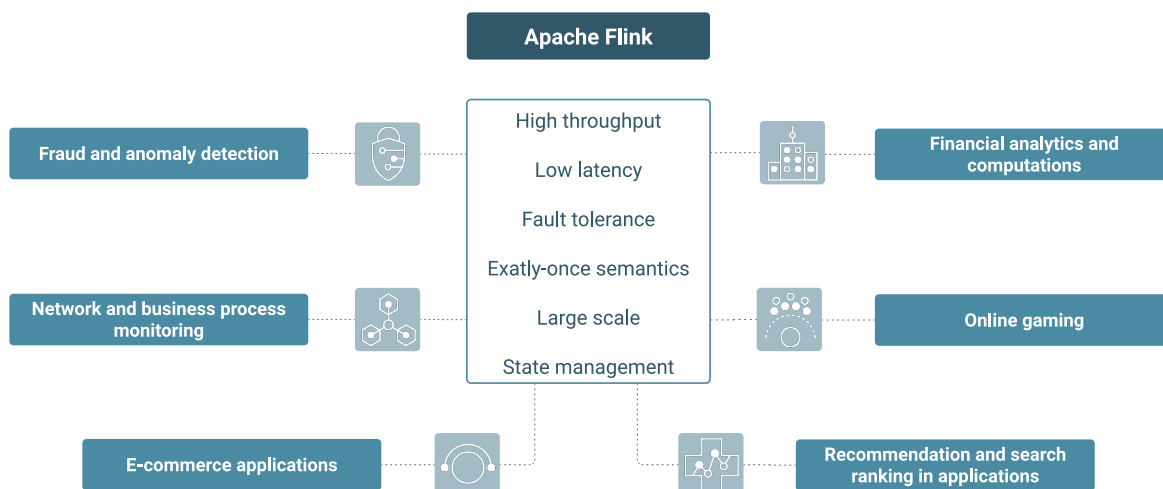 Apache Flink
High throughput
Low latency
Fault tolerance
Exatly-once semantics
Large scale
State management
Fraud and anomaly detection
Network and business process
monitoring
E-commerce applications
Financial analytics and
computations
Online gaming
Recommendation and search
ranking in applications